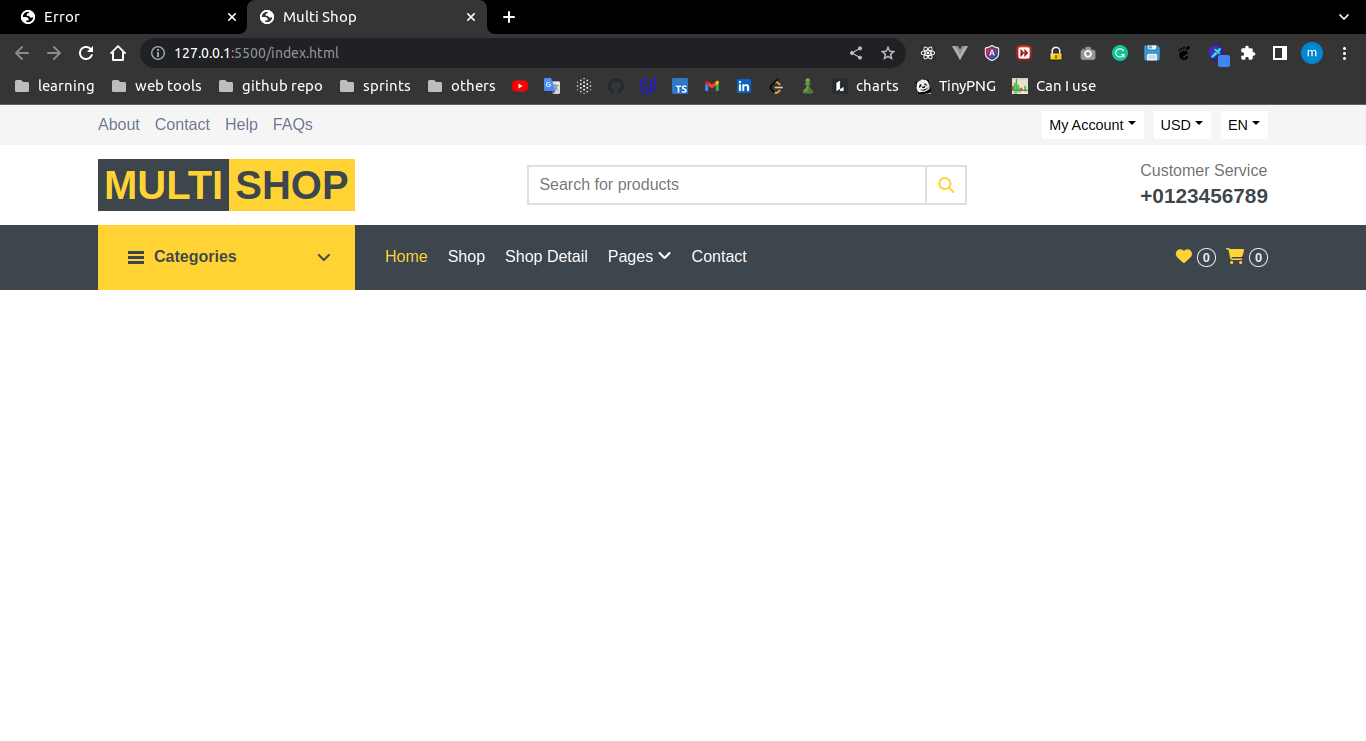 Error
Multi Shop
127.0.0.1:5500/index.html
m
learning
web tools
github repo
sprints
others
charts
TinyPNG
Can I use
About Contact Help FAQs
My Account USD EN
MULTI SHOP
Search for products
Customer Service
+0123456789
Categories
Home Shop Shop Detail Pages Contact
0 0